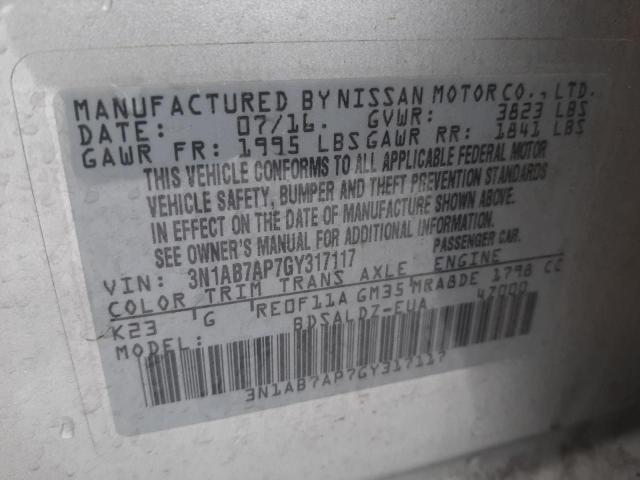 MANUFACTURED BY NISSAN MOTOR CO., LTD.
DATE: 07/16. GVWR: 3823 LBS
GAWR FR: 1995 LBS GAWR RR: 1841 LBS
THIS VEHICLE CONFORMS TO ALL APPLICABLE FEDERAL MOTOR
VEHICLE SAFETY, BUMPER AND THEFT PREVENTION STANDARDS
IN EFFECT ON THE DATE OF MANUFACTURE SHOWN ABOVE.
SEE OWNER'S MANUAL FOR ADDITIONAL INFORMATION.
VIN: 3N1AB7AP7GY317117 PASSENGER CAR.
COLOR TRIM TRANS AXLE ENGINE
K23 G RE0F11A GM35 MRA8DE 1798 CC
MODEL: BDSALDZ-EUA 47000
3N1AB7AP7GY317117